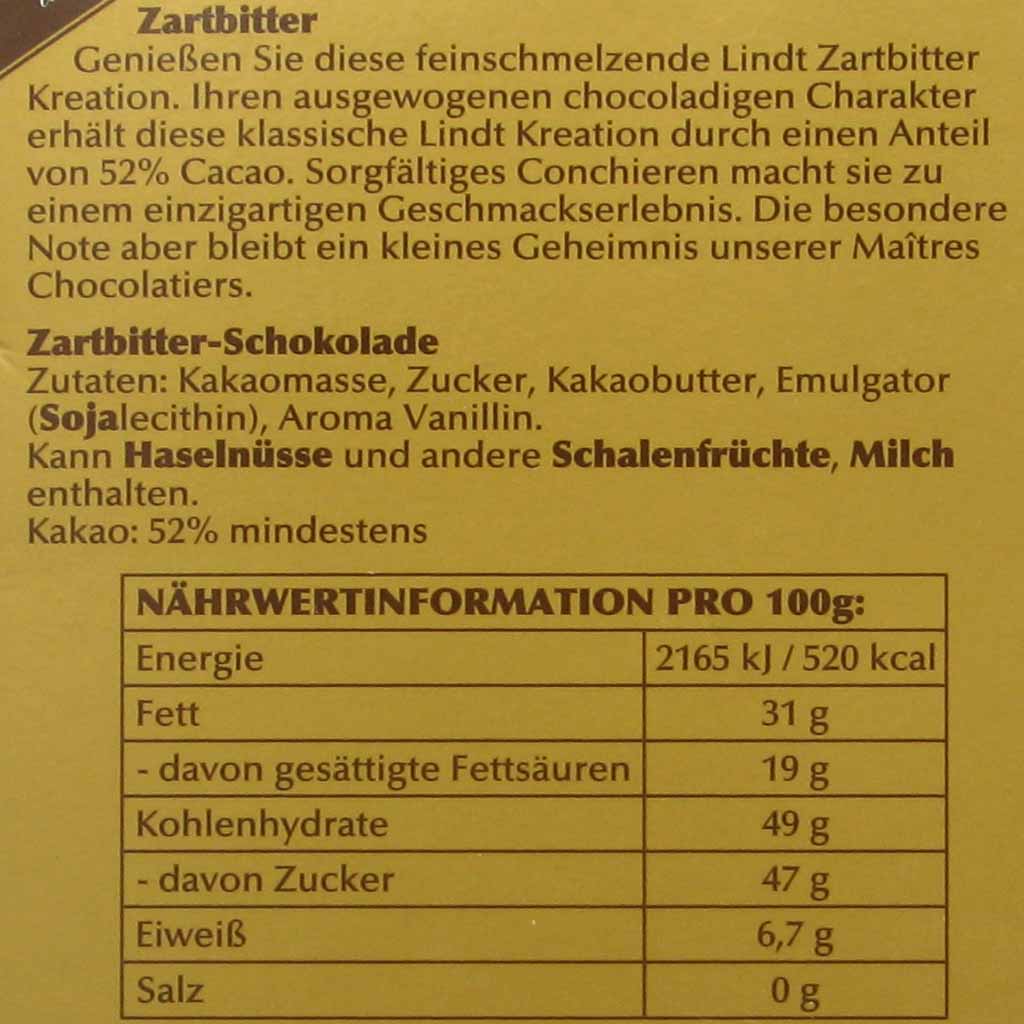 Zartbitter
Genießen Sie diese feinschmelzende Lindt Zartbitter
Kreation. Ihren ausgewogenen chocoladigen Charakter
erhält diese klassische Lindt Kreation durch einen Anteil
von 52% Cacao. Sorgfältiges Conchieren macht sie zu
einem einzigartigen Geschmackserlebnis. Die besondere
Note aber bleibt ein kleines Geheimnis unserer Maîtres
Chocolatiers.
Zartbitter-Schokolade
Zutaten: Kakaomasse, Zucker, Kakaobutter, Emulgator
(Sojalecithin), Aroma Vanillin.
Kann Haselnüsse und andere Schalenfrüchte, Milch
enthalten.
Kakao: 52% mindestens
NÄHRWERTINFORMATION PRO 100g:
Energie 2165 kJ / 520 kcal
Fett 31 g
- davon gesättigte Fettsäuren 19 g
Kohlenhydrate 49 g
- davon Zucker 47 g
Eiweiß 6,7 g
Salz 0 g